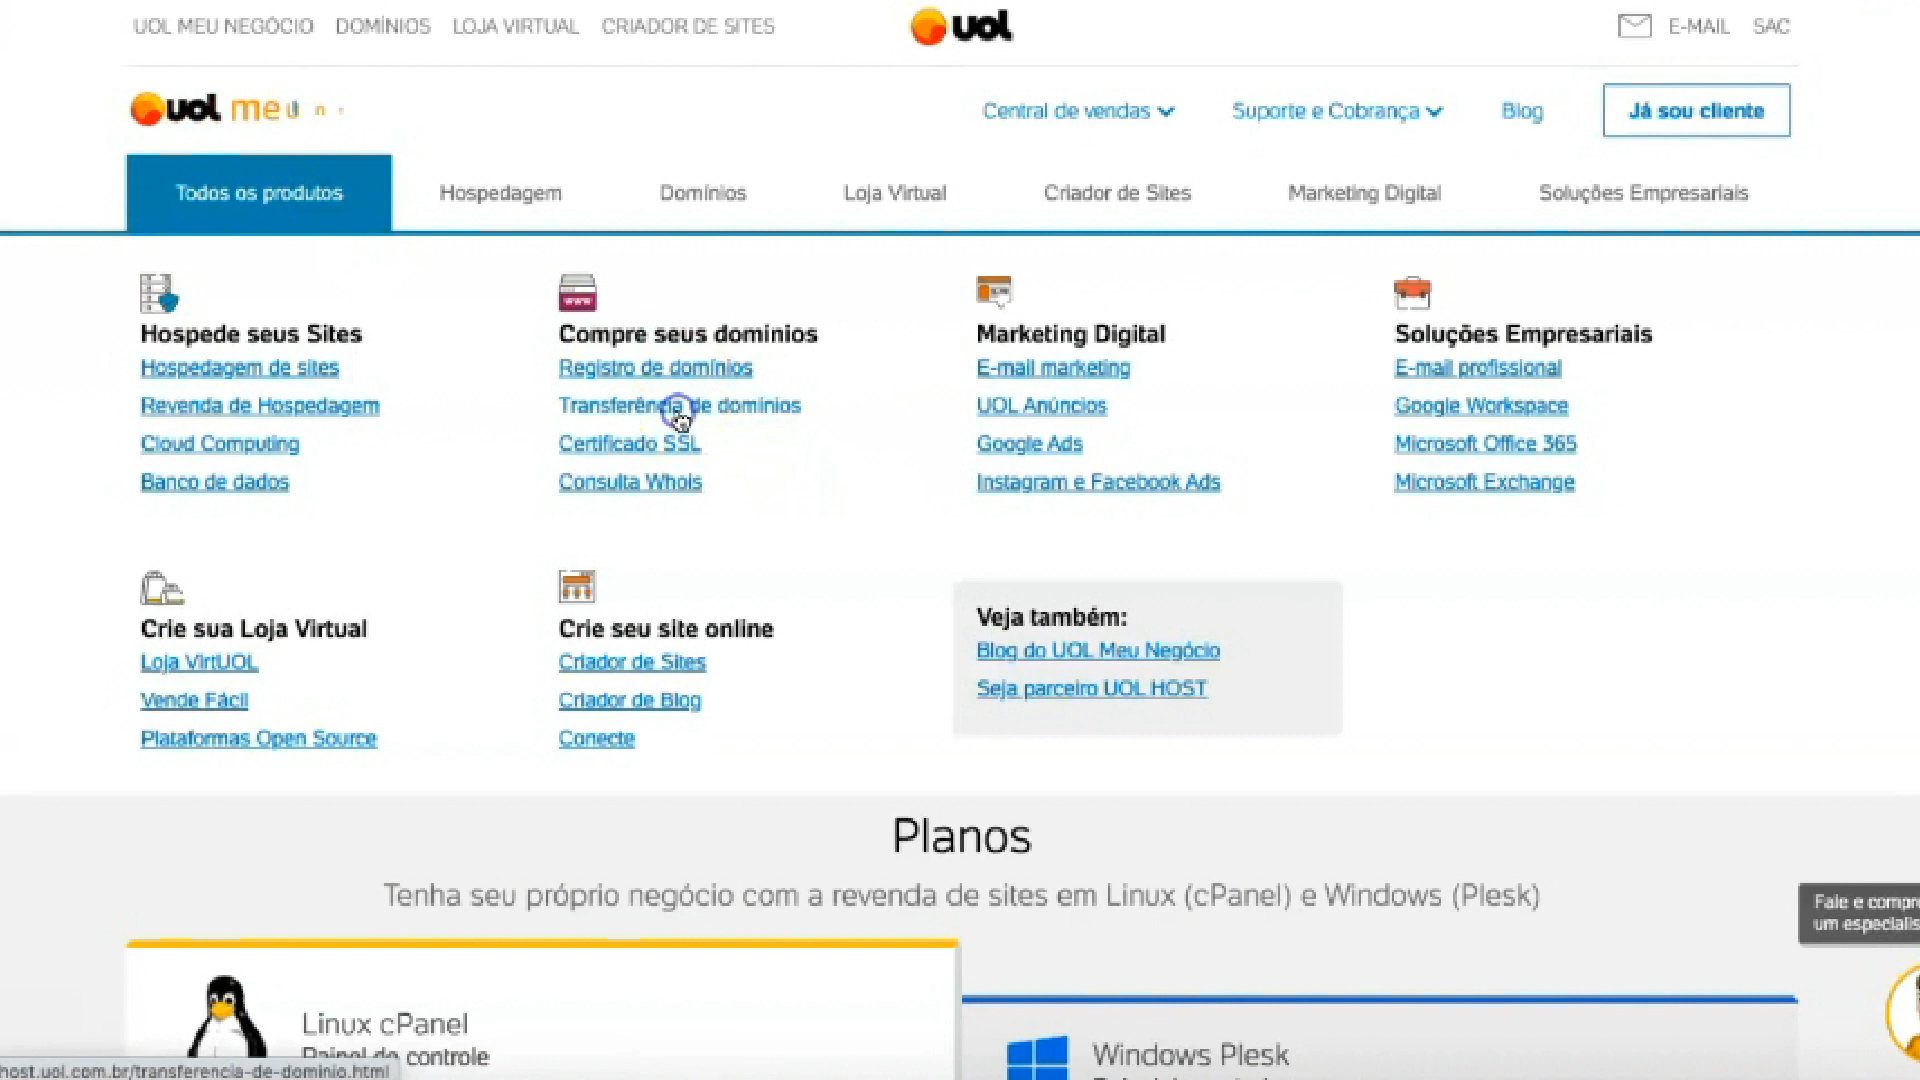 UOL MEU NEGÓCIO DOMÍNIOS LOJA VIRTUAL CRIADOR DE SITES
uol
E-MAIL SAC
uol meu n
Central de vendas
Suporte e Cobrança
Blog
Já sou cliente
Todos os produtos
Hospedagem
Domínios
Loja Virtual
Criador de Sites
Marketing Digital
Soluções Empresariais
Hospede seus Sites
Hospedagem de sites
Revenda de Hospedagem
Cloud Computing
Banco de dados
www
Compre seus domínios
Registro de domínios
Transferência de domínios
Certificado SSL
Consulta Whois
Marketing Digital
E-mail marketing
UOL Anúncios
Google Ads
Instagram e Facebook Ads
Soluções Empresariais
E-mail profissional
Google Workspace
Microsoft Office 365
Microsoft Exchange
Crie sua Loja Virtual
Loja VirtUOL
Vende Fácil
Plataformas Open Source
Crie seu site online
Criador de Sites
Criador de Blog
Conecte
Veja também:
Blog do UOL Meu Negócio
Seja parceiro UOL HOST
Planos
Tenha seu próprio negócio com a revenda de sites em Linux (cPanel) e Windows (Plesk)
Fale e compre
um especialis
Linux cPanel
Painel de controle
Windows Plesk
host.uol.com.br/transferencia-de-dominio.html